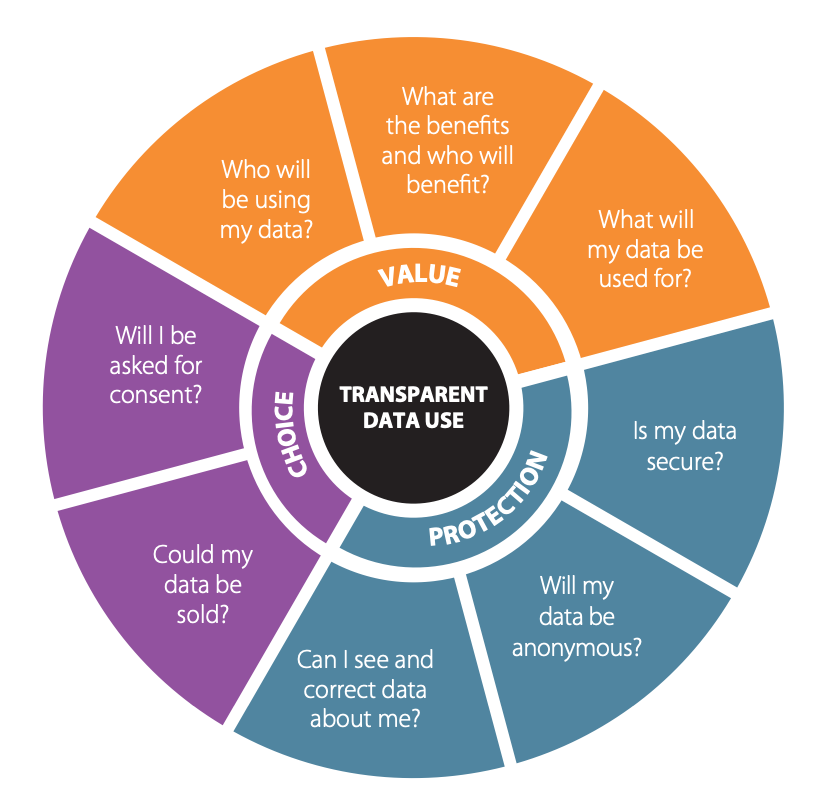 What are
the benefits
and who will
benefit?
Who will
be using
my data?
What will
my data be
used for?
VALUE
Will I be
asked for
consent?
TRANSPARENT
DATA USE
CHOICE
Is my data
secure?
PROTECTION
Could my
data be
sold?
Will my
data be
anonymous?
Can I see and
correct data
about me?